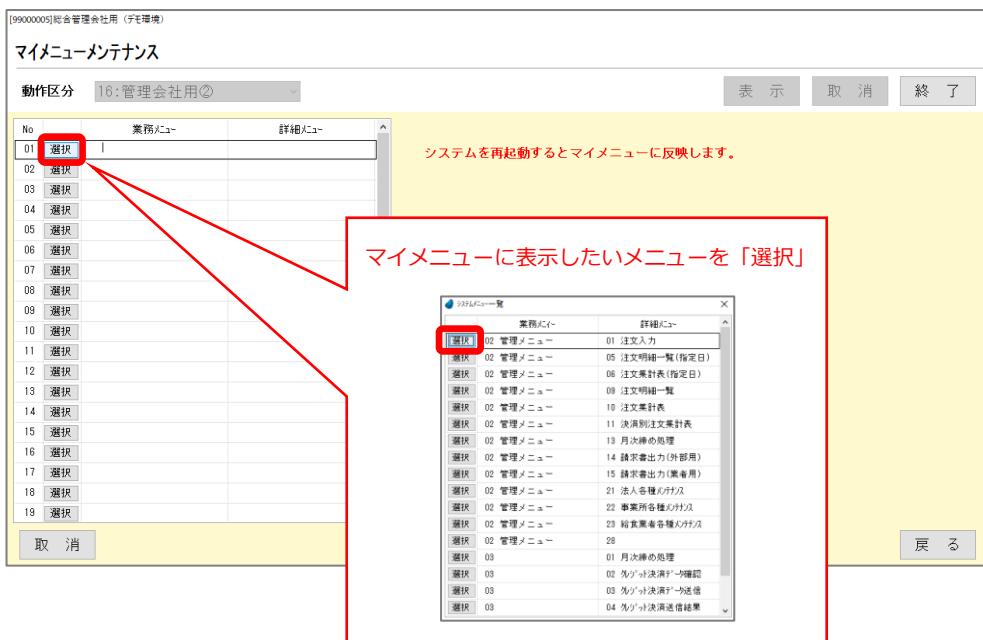 [99000005]総合管理会社用（デモ環境）
マイメニューメンテナンス
動作区分 16:管理会社用② 表 示 取 消 終 了
No 業務ﾒﾆｭｰ 詳細ﾒﾆｭｰ
01 選択
02 選択
03 選択
04 選択
05 選択
06 選択
07 選択
08 選択
09 選択
10 選択
11 選択
12 選択
13 選択
14 選択
15 選択
16 選択
17 選択
18 選択
19 選択
システムを再起動するとマイメニューに反映します。
マイメニューに表示したいメニューを「選択」
ｼｽﾃﾑﾒﾆｭｰ一覧
業務ﾒﾆｲｰ 詳細ﾒﾆｭｰ
選択 02 管理メニュー 01 注文入力
選択 02 管理メニュー 05 注文明細一覧(指定日)
選択 02 管理メニュー 06 注文集計表(指定日)
選択 02 管理メニュー 09 注文明細一覧
選択 02 管理メニュー 10 注文集計表
選択 02 管理メニュー 11 決済別注文集計表
選択 02 管理メニュー 13 月次締め処理
選択 02 管理メニュー 14 請求書出力(外部用)
選択 02 管理メニュー 15 請求書出力(業者用)
選択 02 管理メニュー 21 法人各種ﾒﾝﾃﾅﾝｽ
選択 02 管理メニュー 22 事業所各種ﾒﾝﾃﾅﾝｽ
選択 02 管理メニュー 23 給食業者各種ﾒﾝﾃﾅﾝｽ
選択 02 管理メニュー 28
選択 03 01 月次締め処理
選択 03 02 ｸﾚｼﾞｯﾄ決済ﾃﾞｰﾀ確認
選択 03 03 ｸﾚｼﾞｯﾄ決済ﾃﾞｰﾀ送信
選択 03 04 ｸﾚｼﾞｯﾄ決済送信結果
取 消 戻 る